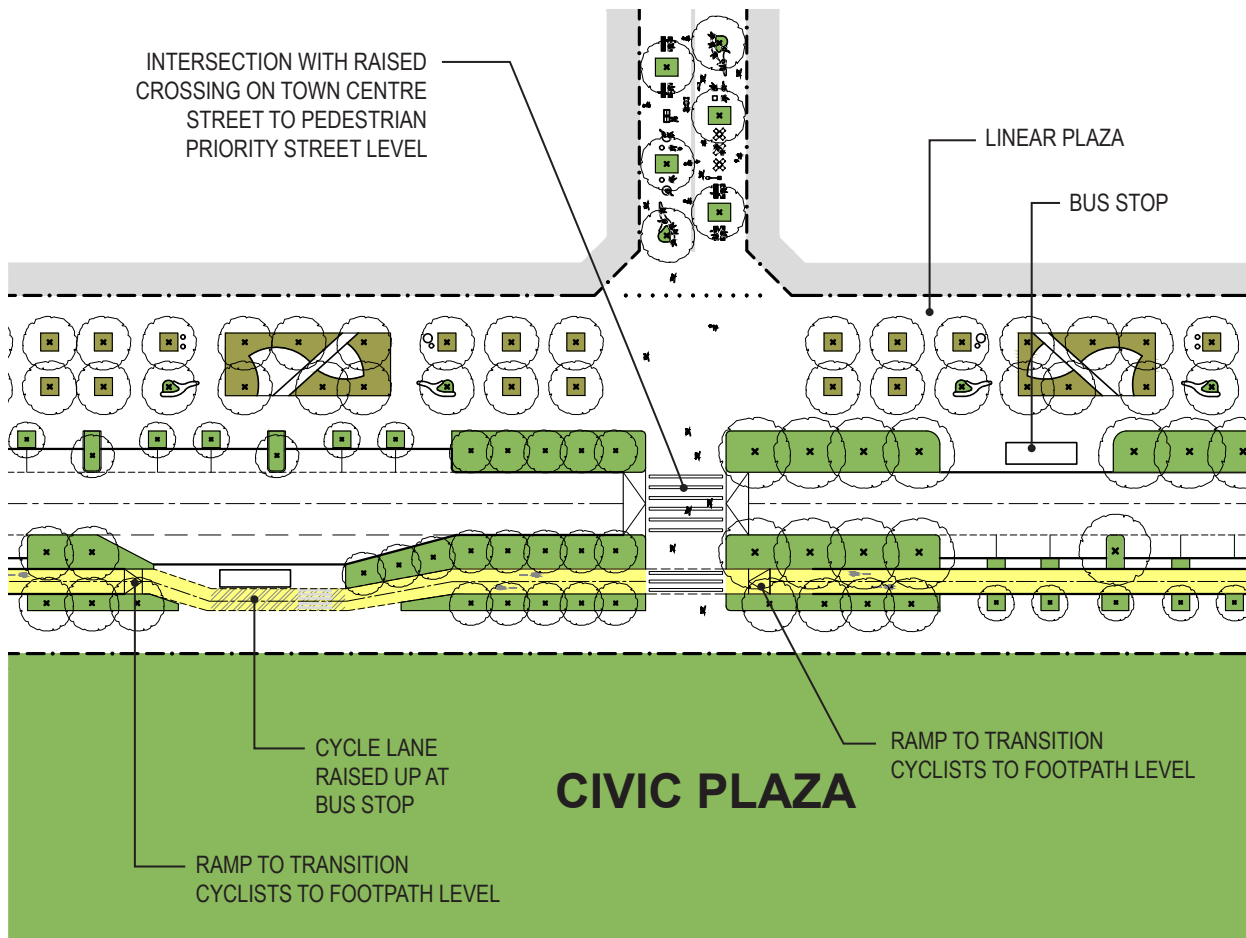 INTERSECTION WITH RAISED
CROSSING ON TOWN CENTRE
STREET TO PEDESTRIAN
PRIORITY STREET LEVEL
LINEAR PLAZA
BUS STOP
CYCLE LANE
RAISED UP AT
BUS STOP
CIVIC PLAZA
RAMP TO TRANSITION
CYCLISTS TO FOOTPATH LEVEL
RAMP TO TRANSITION
CYCLISTS TO FOOTPATH LEVEL